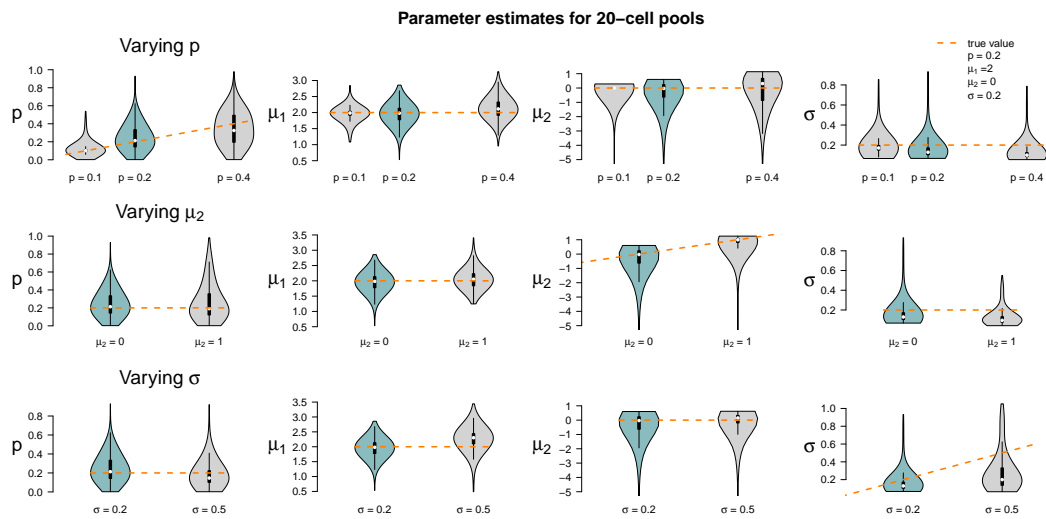 Parameter estimates for 20−cell pools
Varying p
p
1.0
0.8
0.6
0.4
0.2
0.0
p = 0.1
p = 0.2
p = 0.4
μ1
3.0
2.5
2.0
1.5
1.0
0.5
p = 0.1
p = 0.2
p = 0.4
μ2
1
0
−1
−2
−3
−4
−5
p = 0.1
p = 0.2
p = 0.4
σ
0.8
0.6
0.4
0.2
p = 0.1
p = 0.2
p = 0.4
true value
p = 0.2
μ1 =2
μ2 = 0
σ = 0.2
Varying μ2
p
1.0
0.8
0.6
0.4
0.2
0.0
μ2 = 0
μ2 = 1
μ1
3.5
3.0
2.5
2.0
1.5
1.0
0.5
μ2 = 0
μ2 = 1
μ2
1
0
−1
−2
−3
−4
−5
μ2 = 0
μ2 = 1
σ
0.8
0.6
0.4
0.2
μ2 = 0
μ2 = 1
Varying σ
p
0.8
0.6
0.4
0.2
0.0
σ = 0.2
σ = 0.5
μ1
3.5
3.0
2.5
2.0
1.5
1.0
0.5
σ = 0.2
σ = 0.5
μ2
1
0
−1
−2
−3
−4
−5
σ = 0.2
σ = 0.5
σ
1.0
0.8
0.6
0.4
0.2
σ = 0.2
σ = 0.5